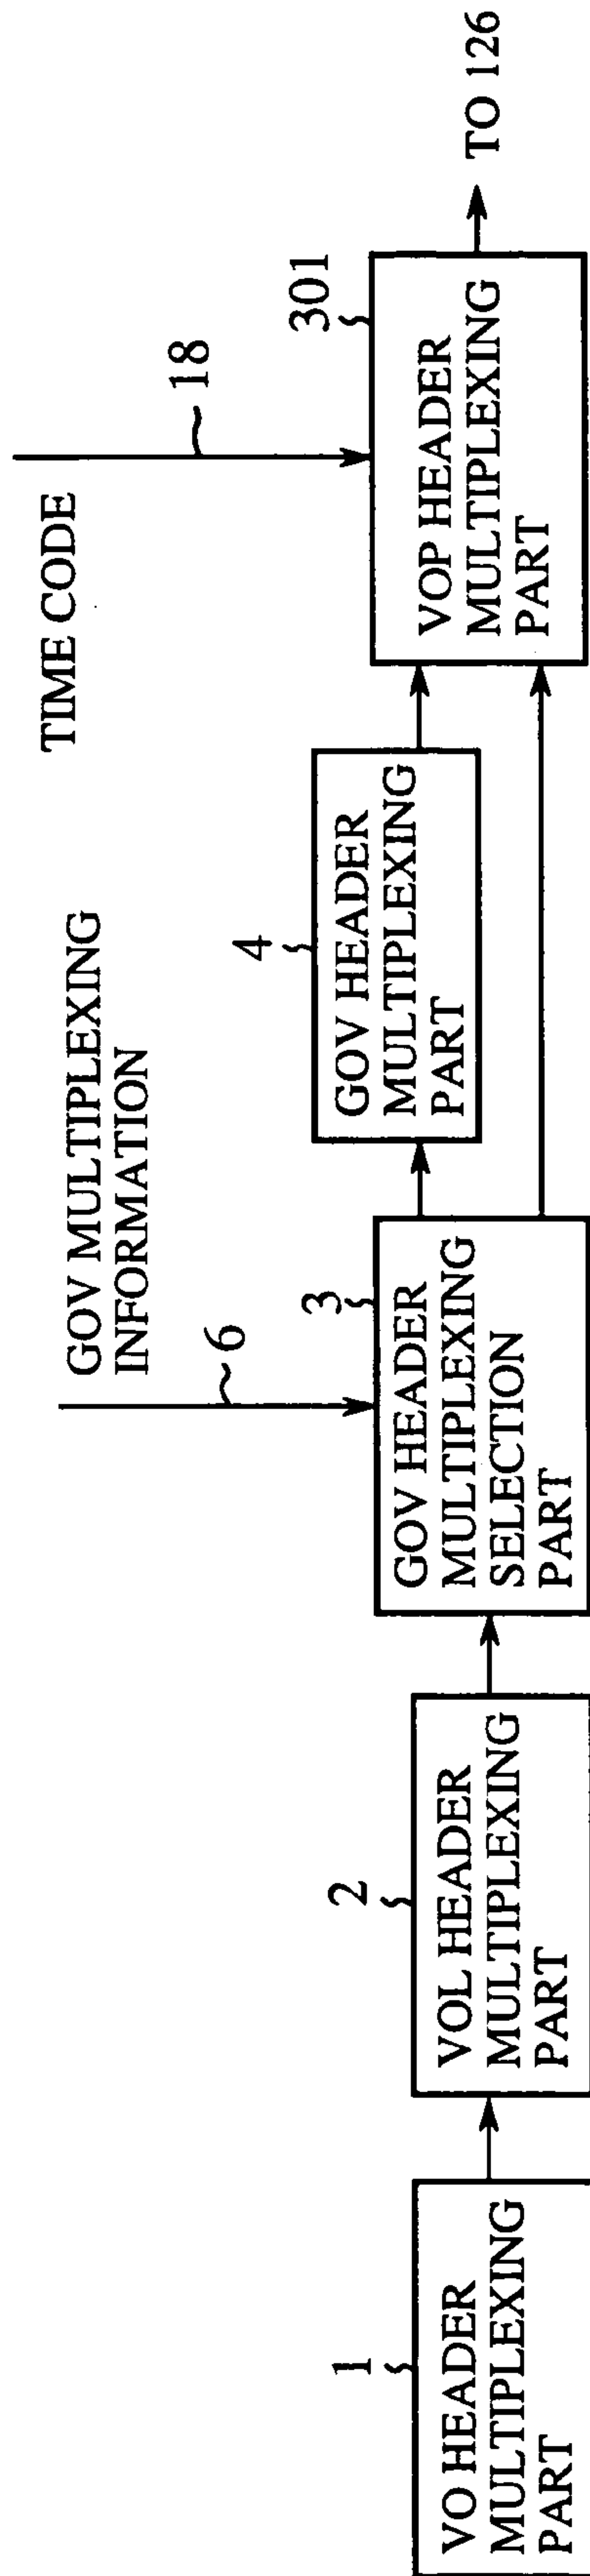 1
VO HEADER
MULTIPLEXING
PART
2
VOL HEADER
MULTIPLEXING
PART
GOV MULTIPLEXING
INFORMATION
6
3
GOV HEADER
MULTIPLEXING
SELECTION
PART
4
GOV HEADER
MULTIPLEXING
PART
TIME CODE
18
301
VOP HEADER
MULTIPLEXING
PART
TO 126